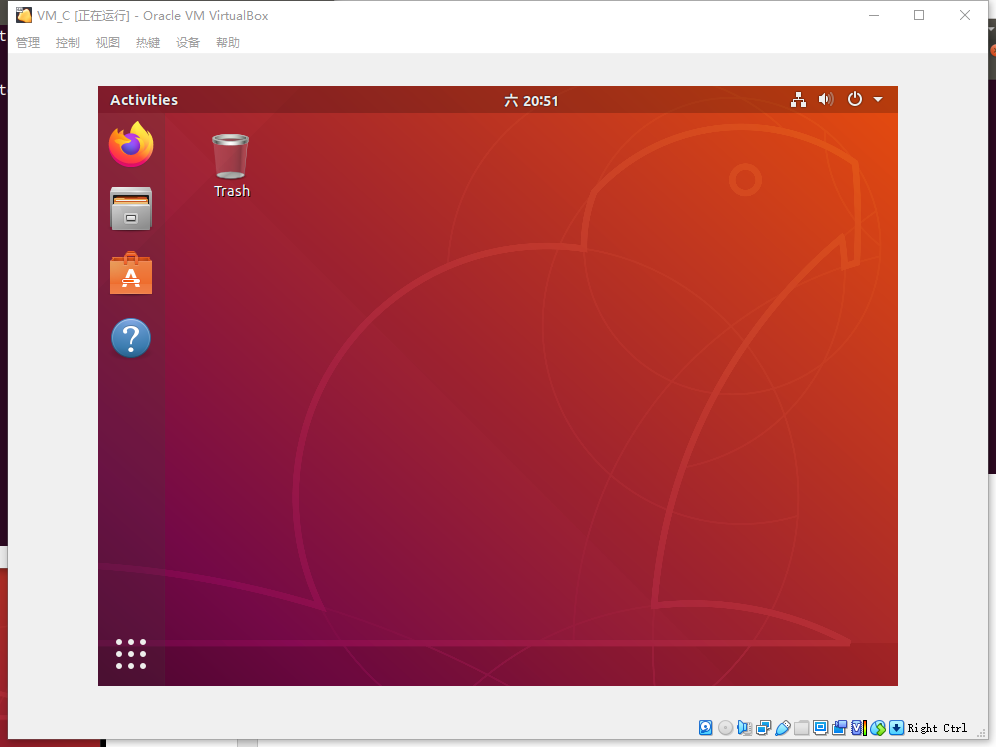 VM_C [正在运行] - Oracle VM VirtualBox
管理 控制 视图 热键 设备 帮助
Activities 六 20:51
Trash
Right Ctrl